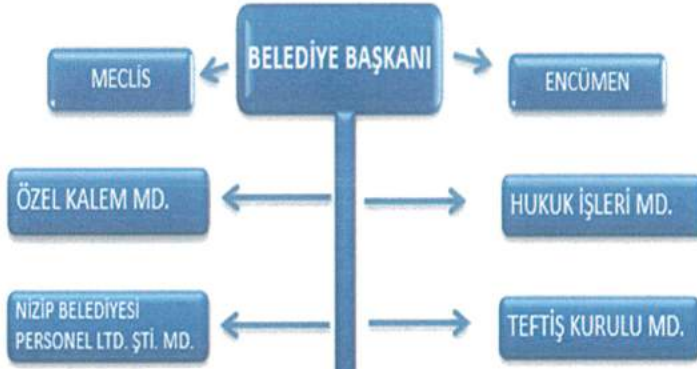 BELEDİYE BAŞKANI
MECLİS
ENCÜMEN
ÖZEL KALEM MD.
HUKUK İŞLERİ MD.
NİZİP BELEDİYESİ
PERSONEL LTD. ŞTİ. MD.
TEFTİŞ KURULU MD.